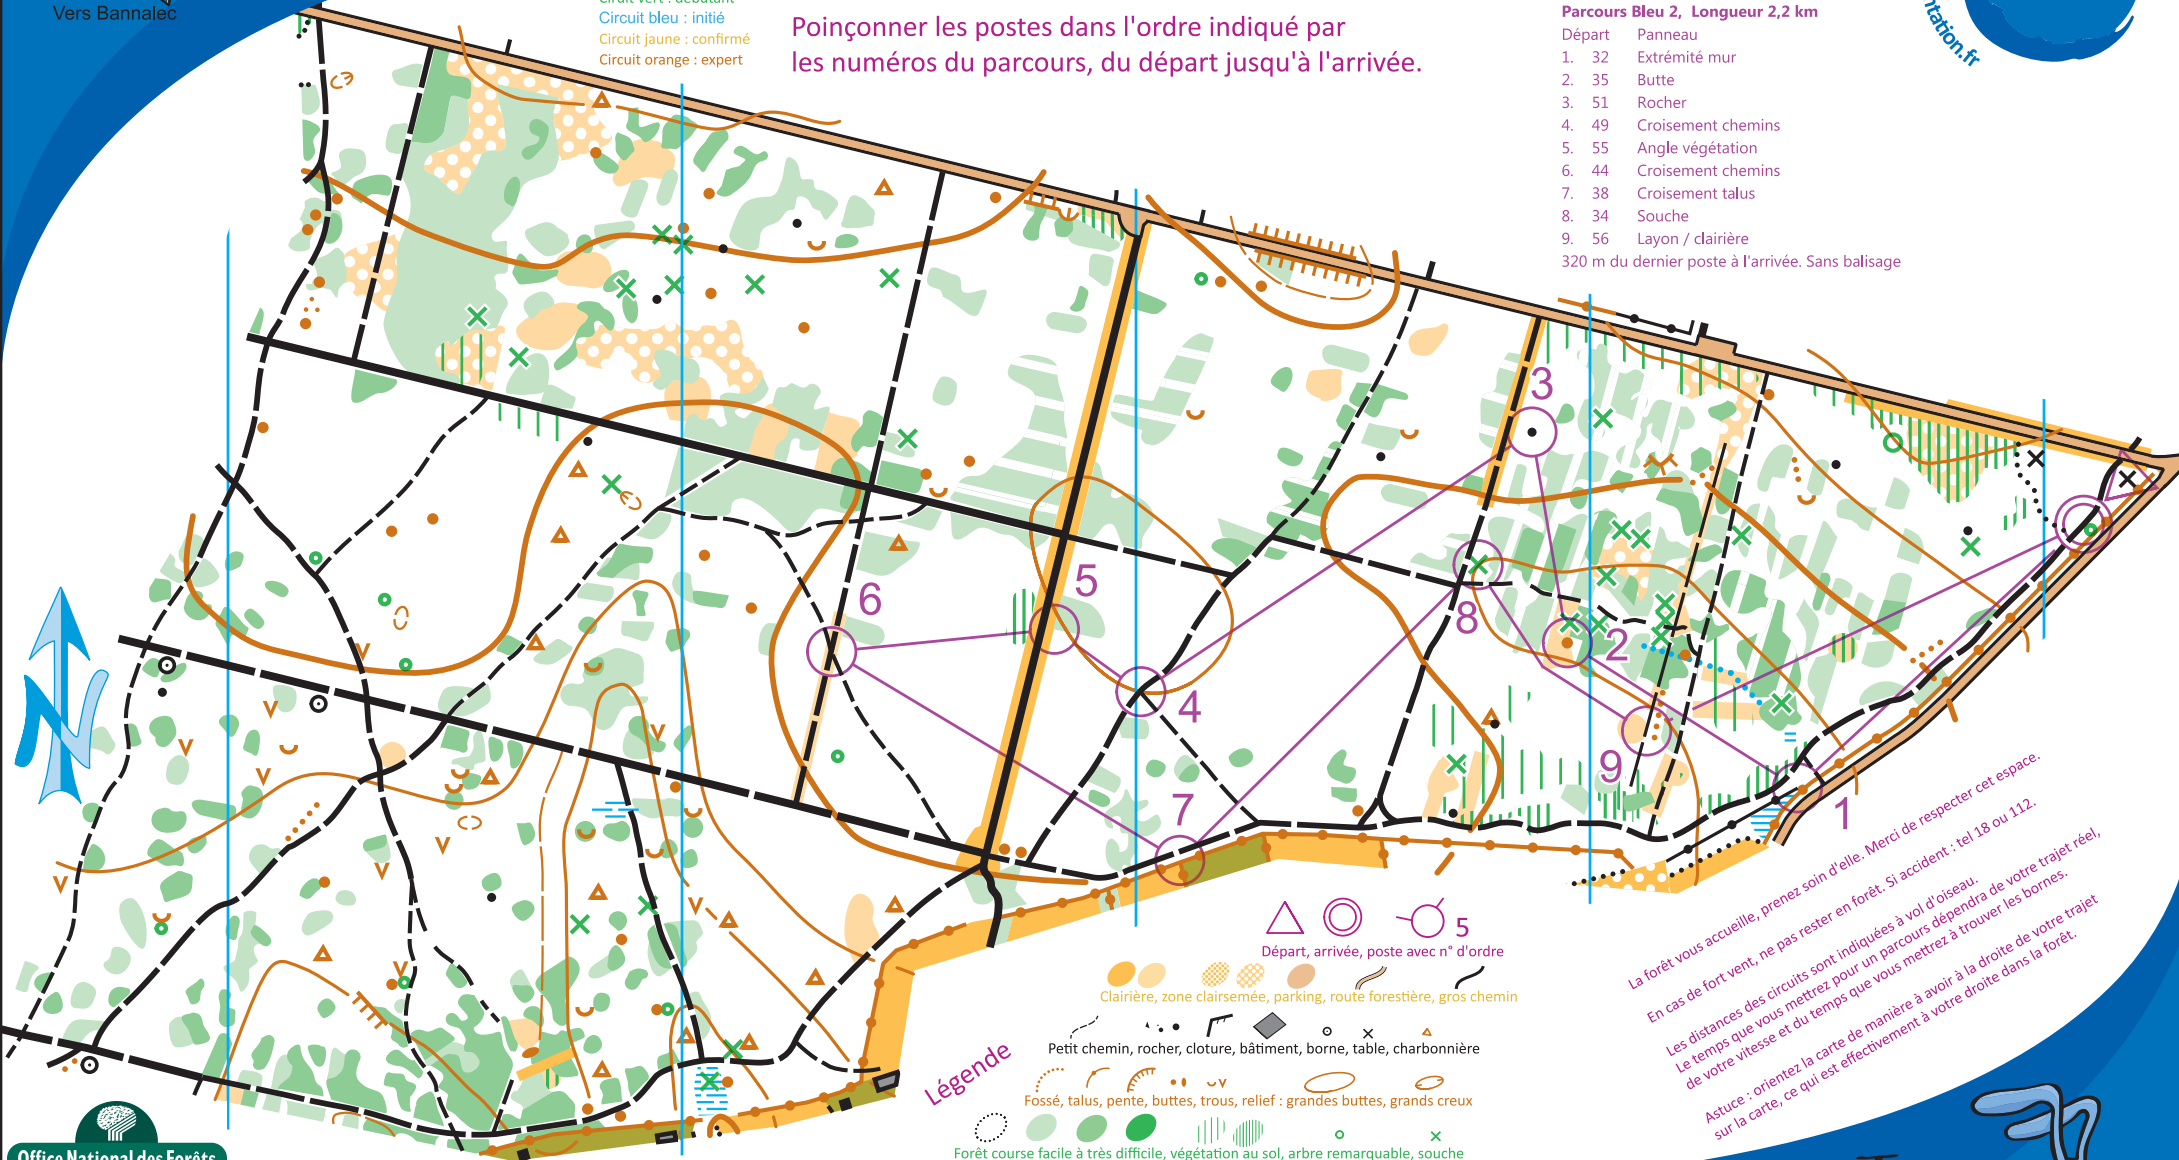 Vers Bannalec
Circuit vert : débutant
Circuit bleu : initié
Circuit jaune : confirmé
Circuit orange : expert
Poinçonner les postes dans l'ordre indiqué par
les numéros du parcours, du départ jusqu'à l'arrivée.
Parcours Bleu 2, Longueur 2,2 km
Départ Panneau
1. 32 Extrémité mur
2. 35 Butte
3. 51 Rocher
4. 49 Croisement chemins
5. 55 Angle végétation
6. 44 Croisement chemins
7. 38 Croisement talus
8. 34 Souche
9. 56 Layon / clairière
320 m du dernier poste à l'arrivée. Sans balisage
ntation.fr
3
5
6
8
2
4
9
7
1
N
La forêt vous accueille, prenez soin d'elle. Merci de respecter cet espace.
En cas de fort vent, ne pas rester en forêt. Si accident : tel 18 ou 112.
Les distances des circuits sont indiquées à vol d'oiseau.
Le temps que vous mettrez pour un parcours dépendra de votre trajet réel,
de votre vitesse et du temps que vous mettrez à trouver les bornes.
Astuce : orientez la carte de manière à avoir à la droite de votre trajet
sur la carte, ce qui est effectivement à votre droite dans la forêt.
5
Départ, arrivée, poste avec n° d'ordre
Clairière, zone clairsemée, parking, route forestière, gros chemin
Petit chemin, rocher, cloture, bâtiment, borne, table, charbonnière
Légende
Fossé, talus, pente, buttes, trous, relief : grandes buttes, grands creux
Forêt course facile à très difficile, végétation au sol, arbre remarquable, souche
Office National des Forêts